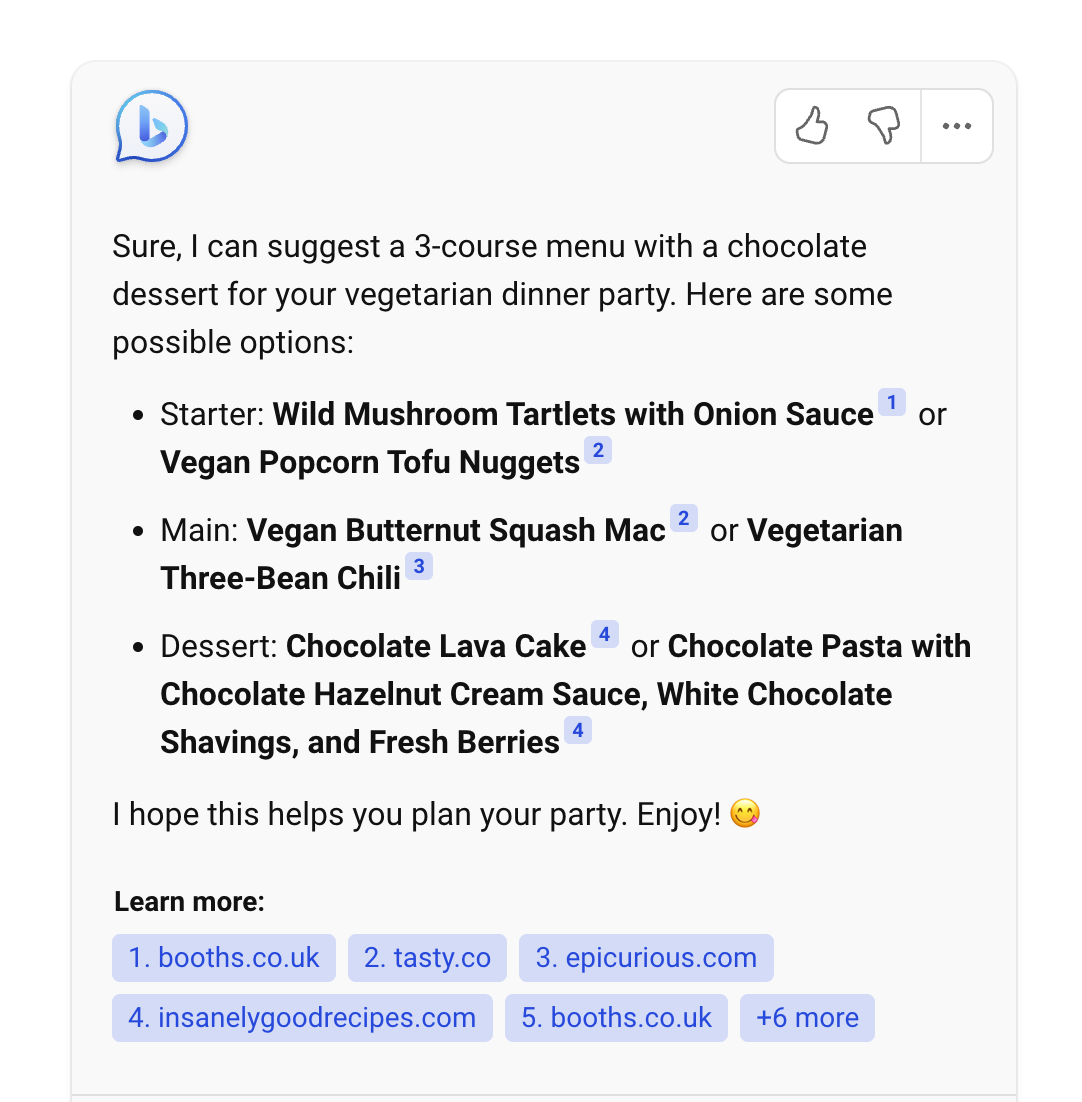 Sure, I can suggest a 3-course menu with a chocolate
dessert for your vegetarian dinner party. Here are some
possible options:
• Starter: Wild Mushroom Tartlets with Onion Sauce 1 or
Vegan Popcorn Tofu Nuggets 2
• Main: Vegan Butternut Squash Mac 2 or Vegetarian
Three-Bean Chili 3
• Dessert: Chocolate Lava Cake 4 or Chocolate Pasta with
Chocolate Hazelnut Cream Sauce, White Chocolate
Shavings, and Fresh Berries 4
I hope this helps you plan your party. Enjoy! 😋
Learn more:
1. booths.co.uk 2. tasty.co 3. epicurious.com
4. insanelygoodrecipes.com 5. booths.co.uk +6 more